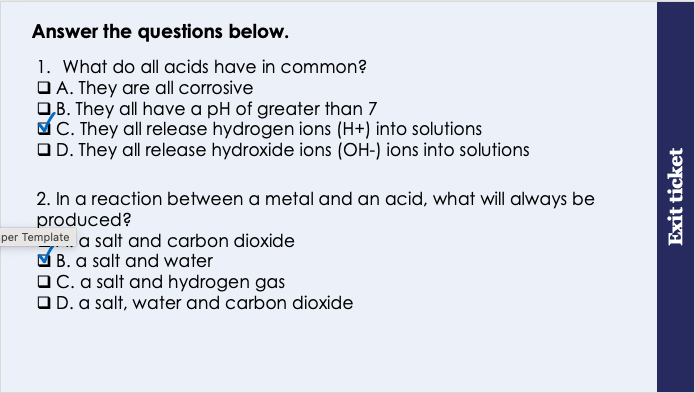 Answer the questions below.
1. What do all acids have in common?
A. They are all corrosive
B. They all have a pH of greater than 7
C. They all release hydrogen ions (H+) into solutions
D. They all release hydroxide ions (OH-) ions into solutions
2. In a reaction between a metal and an acid, what will always be
produced?
per Template
a salt and carbon dioxide
B. a salt and water
C. a salt and hydrogen gas
D. a salt, water and carbon dioxide
Exit ticket